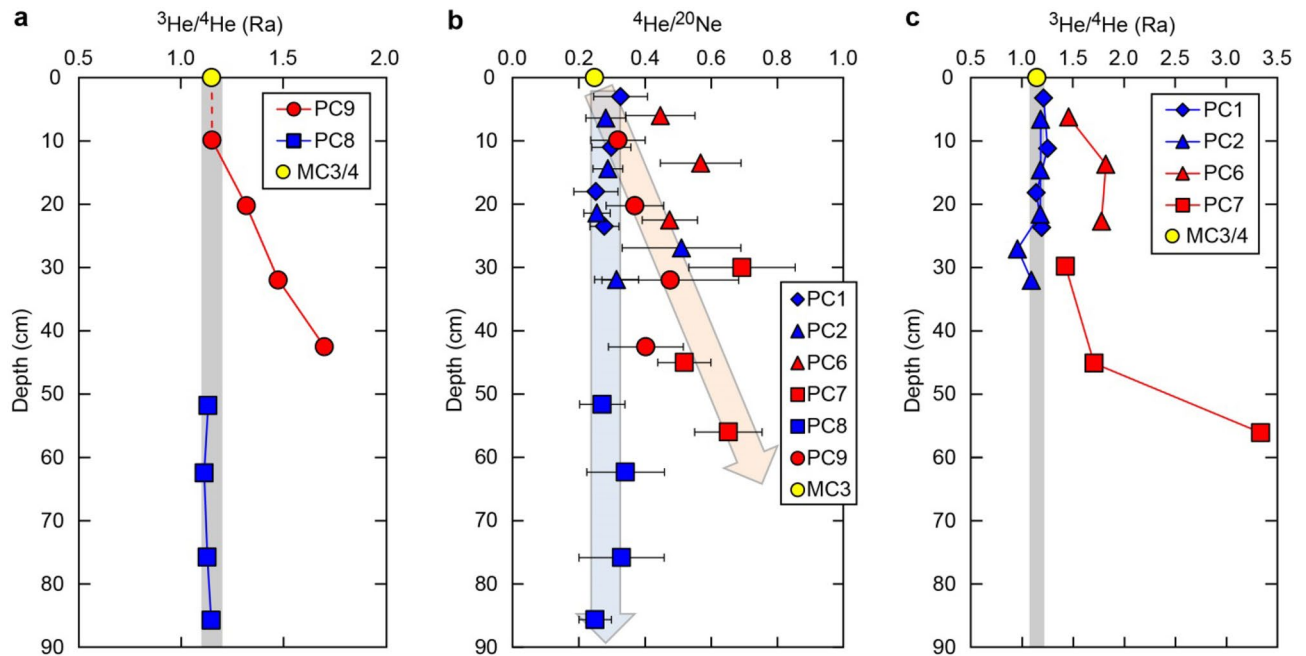 a
³He/⁴He (Ra)
0.5 1.0 1.5 2.0
Depth (cm)
0
10
20
30
40
50
60
70
80
90
PC9
PC8
MC3/4
b
⁴He/²⁰Ne
0.0 0.2 0.4 0.6 0.8 1.0
Depth (cm)
0
10
20
30
40
50
60
70
80
90
PC1
PC2
PC6
PC7
PC8
PC9
MC3
c
³He/⁴He (Ra)
0.5 1.0 1.5 2.0 2.5 3.0 3.5
Depth (cm)
0
10
20
30
40
50
60
70
80
90
PC1
PC2
PC6
PC7
MC3/4